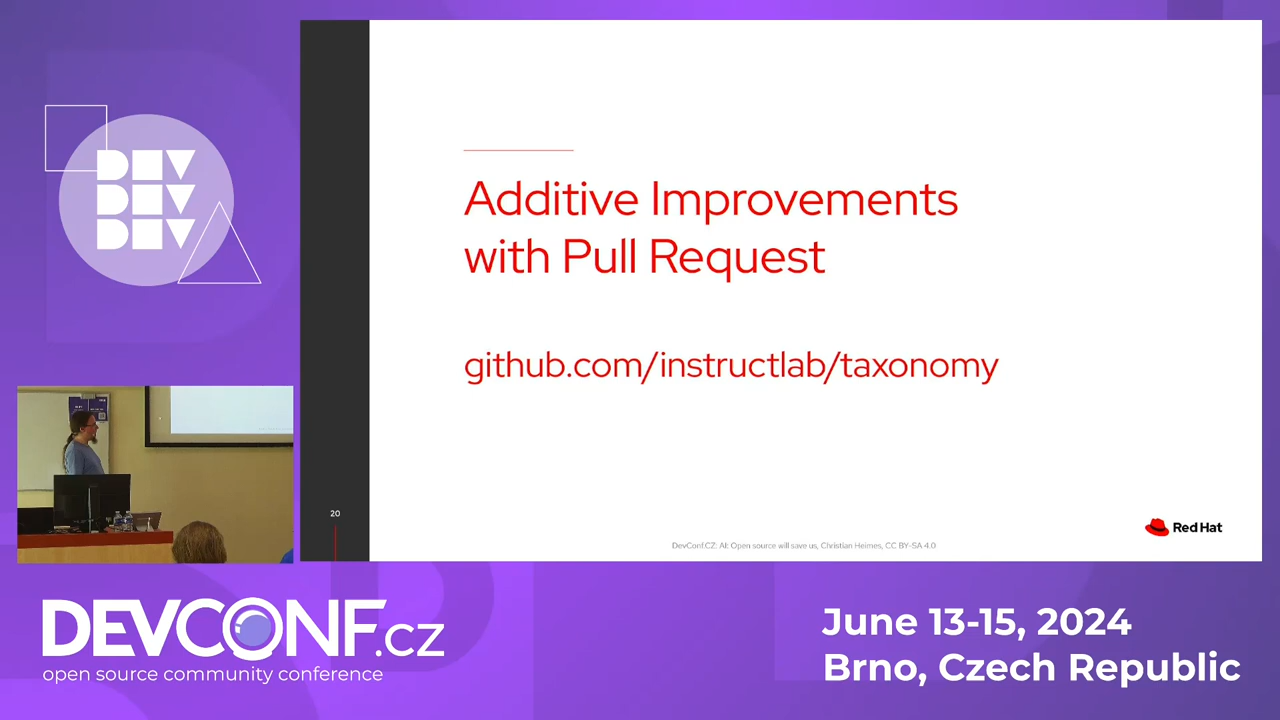 DEV
DEV
DEV
Additive Improvements
with Pull Request
github.com/instructlab/taxonomy
20
Red Hat
DevConf.CZ: AI: Open source will save us, Christian Heimes, CC BY-SA 4.0
DEVCONF.cz
open source community conference
June 13-15, 2024
Brno, Czech Republic